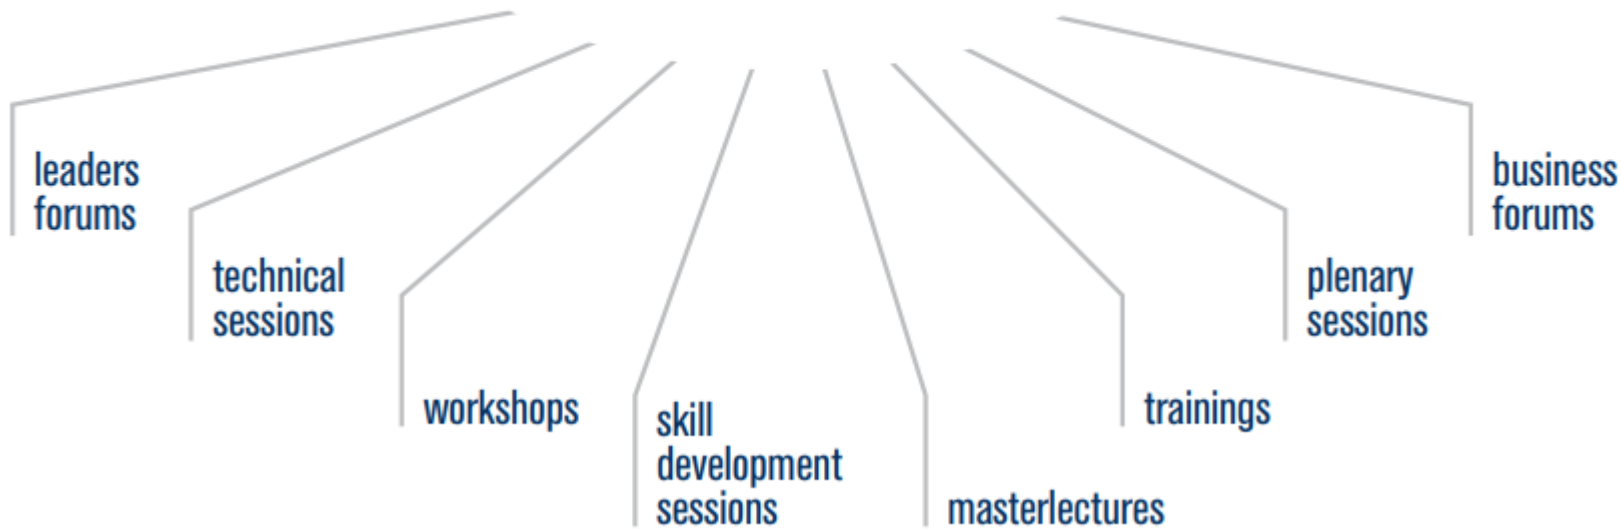 leaders
forums
technical
sessions
workshops
skill
development
sessions
masterlectures
trainings
plenary
sessions
business
forums